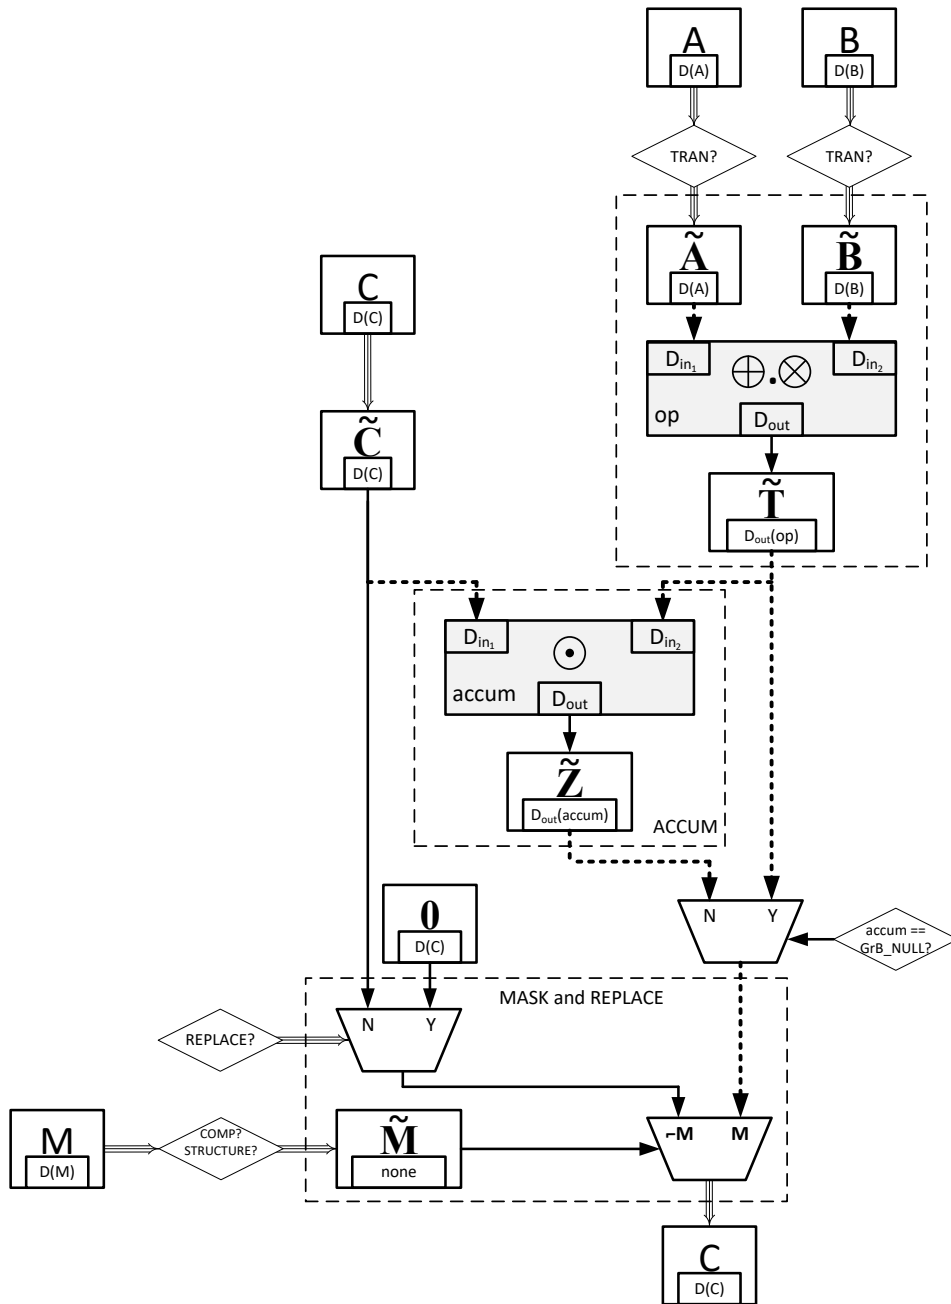 A
D(A)
B
D(B)
TRAN?
TRAN?
Ã
D(A)
B̃
D(B)
C
D(C)
Din₁
⊕.⊗
Din₂
op
Dout
C̃
D(C)
T̃
Dout(op)
Din₁
Din₂
⊙
accum
Dout
Z̃
Dout(accum)
ACCUM
0
D(C)
N
Y
accum ==
GrB_NULL?
MASK and REPLACE
N
Y
REPLACE?
M
D(M)
COMP?
STRUCTURE?
M̃
none
¬M
M
C
D(C)